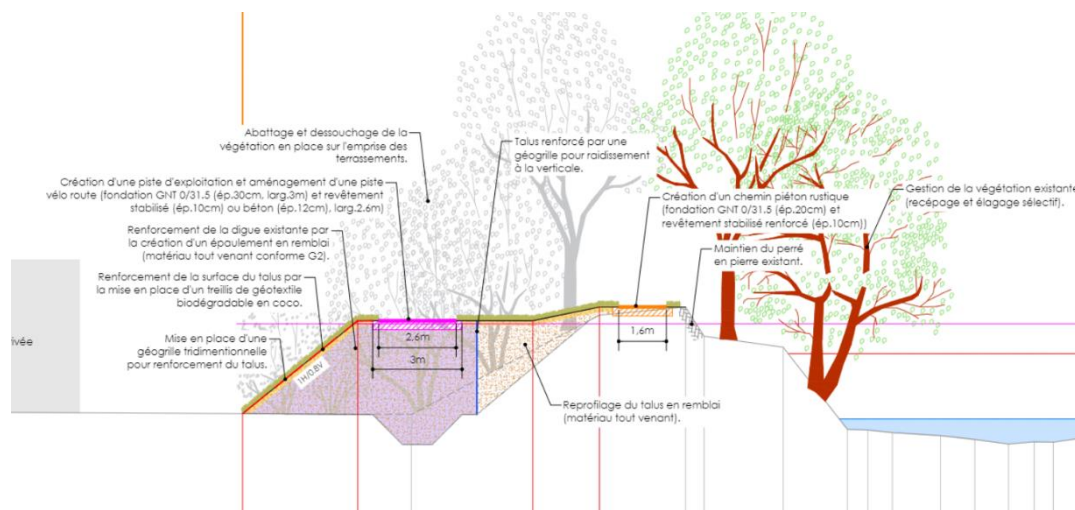 Abattage et dessouchage de la
végétation en place sur l'emprise des
terrassements.
Talus renforcé par une
géogrille pour raidissement
à la verticale.
Création d'une piste d'exploitation et aménagement d'une piste
vélo route (fondation GNT 0/31.5 (ép.30cm, larg.3m) et revêtement
stabilisé (ép.10cm) ou béton (ép.12cm), larg.2.6m)
Création d'un chemin piéton rustique
(fondation GNT 0/31.5 (ép.20cm) et
revêtement stabilisé renforcé (ép.10cm))
Gestion de la végétation existante
(recépage et élagage sélectif).
Renforcement de la digue existante par
la création d'un épaulement en remblai
(matériau tout venant conforme G2).
Maintien du perré
en pierre existant.
Renforcement de la surface du talus par
la mise en place d'un treillis de géotextile
biodégradable en coco.
rivée
Mise en place d'une
géogrille tridimentionnelle
pour renforcement du talus.
1H/0.8V
2,6m
3m
1,6m
Reprofilage du talus en remblai
(matériau tout venant).